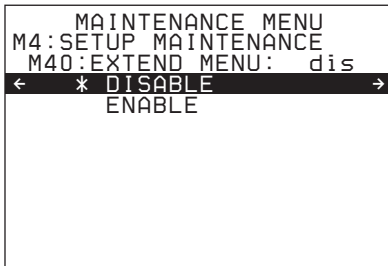 MAINTENANCE MENU
M4:SETUP MAINTENANCE
M40:EXTEND MENU: dis
← * DISABLE →
ENABLE